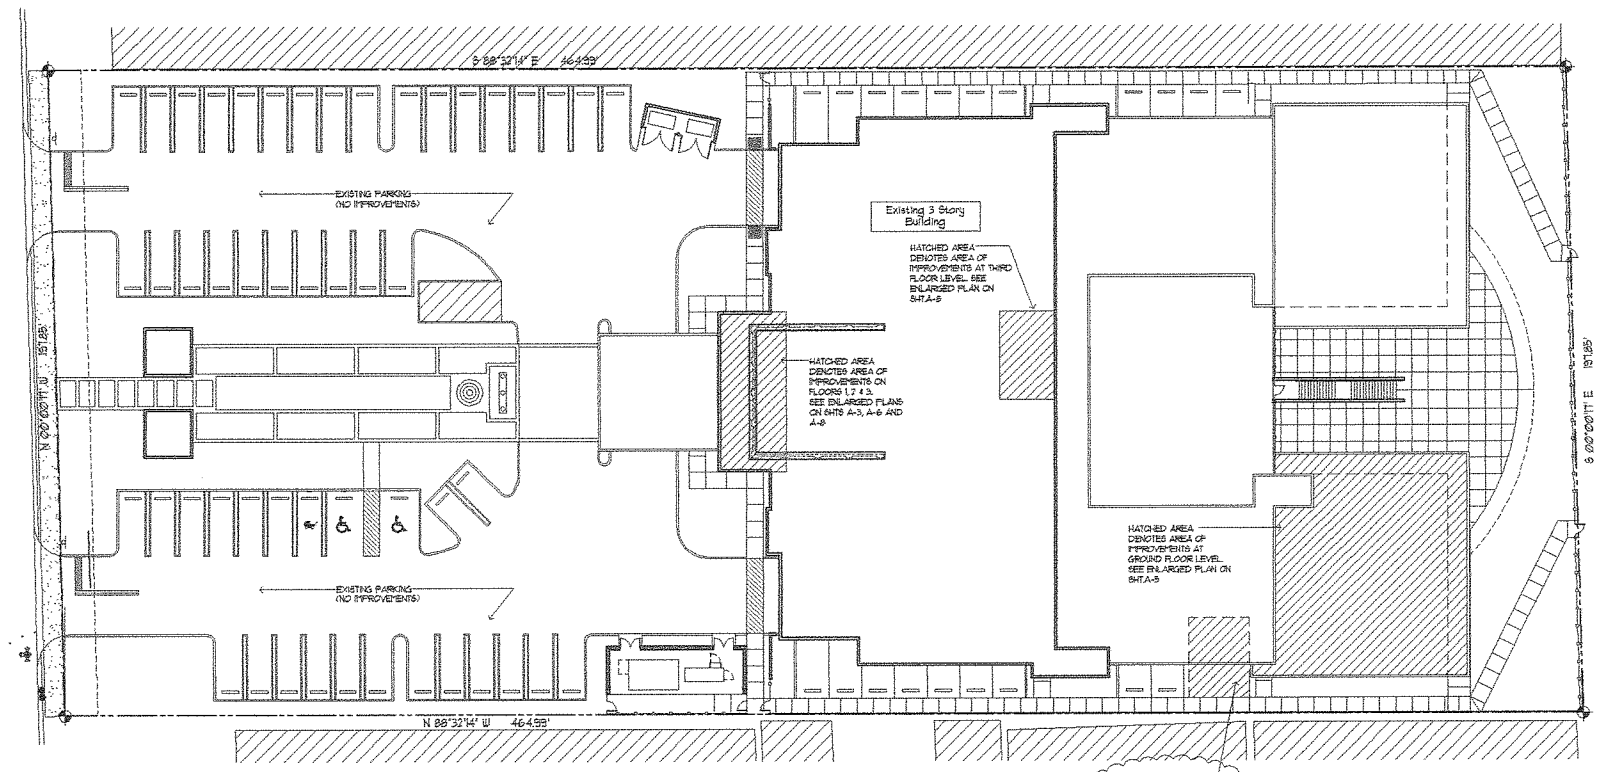 S 88°32'14" E 464.99'
EXISTING PARKING
(NO IMPROVEMENTS)
Existing 3 Story
Building
HATCHED AREA
DENOTES AREA OF
IMPROVEMENTS AT THIRD
FLOOR LEVEL. SEE
ENLARGED PLAN ON
SHT.A-5
N 00°00'17" W 197.85'
HATCHED AREA
DENOTES AREA OF
IMPROVEMENTS ON
FLOORS 1, 2 & 3.
SEE ENLARGED PLANS
ON SHTS A-3, A-6 AND
A-8
S 00°00'17" E 197.85'
HATCHED AREA
DENOTES AREA OF
IMPROVEMENTS AT
GROUND FLOOR LEVEL.
SEE ENLARGED PLAN ON
SHT.A-5
EXISTING PARKING
(NO IMPROVEMENTS)
N 88°32'14" W 464.99'